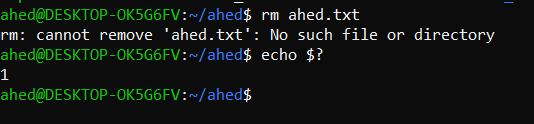 ahed@DESKTOP-OK5G6FV:~/ahed$ rm ahed.txt
rm: cannot remove 'ahed.txt': No such file or directory
ahed@DESKTOP-OK5G6FV:~/ahed$ echo $?
1
ahed@DESKTOP-OK5G6FV:~/ahed$